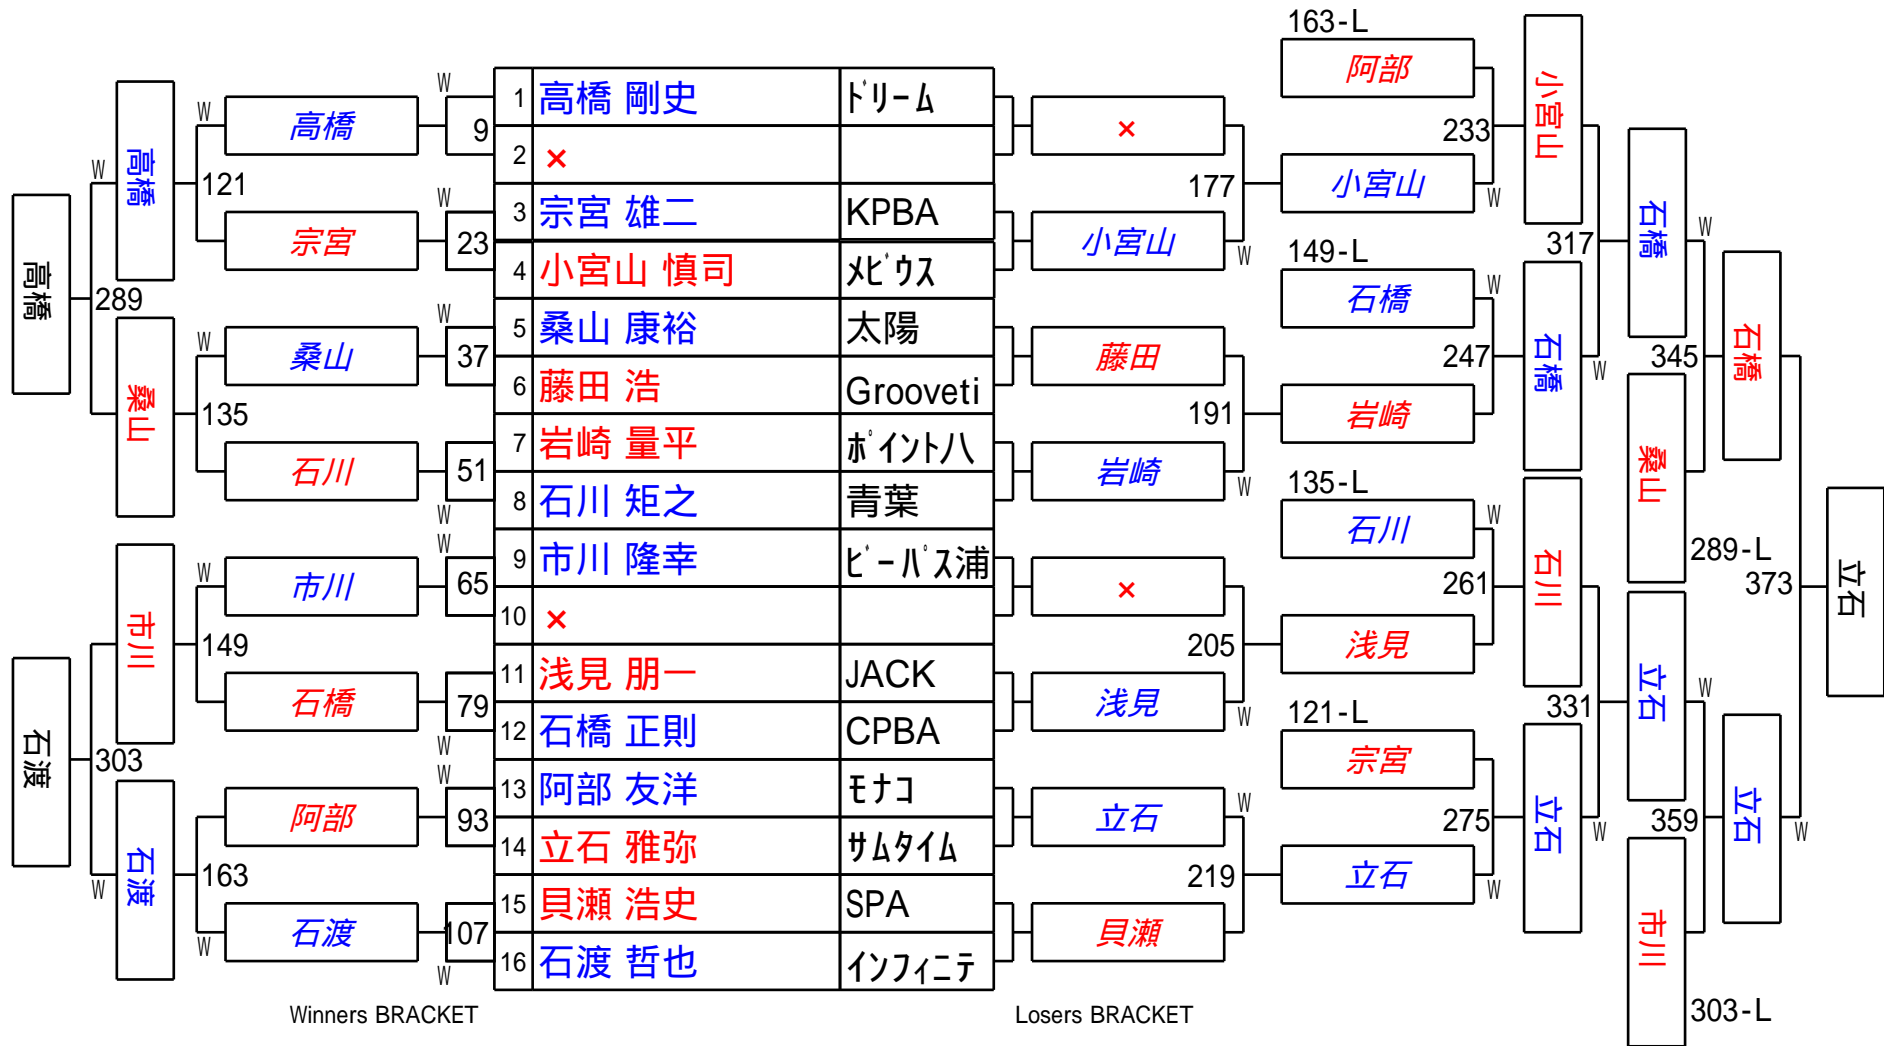 163-L
阿部
W
高橋
W
1 高橋 剛史 ドリーム
9
2 ×
×
233
小宮山
高橋
121
W
宗宮
W
3 宗宮 雄二 KPBA
23
4 小宮山 慎司 メビウス
小宮山
W
177
小宮山
W
317
石橋
W
高橋
289
W
149-L
石橋
W
桑山
W
5 桑山 康裕 太陽
37
6 藤田 浩 Grooveti
藤田
247
石橋
W
345
石橋
桑山
135
W
石川
7 岩崎 量平 ポイント八
51
8 石川 矩之 青葉
W
岩崎
W
191
岩崎
桑山
289-L
135-L
石川
W
市川
W
9 市川 隆幸 ビーパス浦
65
10 ×
×
261
石川
373
立石
市川
149
W
石橋
11 浅見 朋一 JACK
79
12 石橋 正則 CPBA
W
浅見
W
205
浅見
331
立石
W
石渡
303
W
121-L
宗宮
阿部
W
13 阿部 友洋 モナコ
93
14 立石 雅弥 サムタイム
立石
W
275
立石
W
359
立石
W
石渡
163
W
石渡
15 貝瀬 浩史 SPA
107
16 石渡 哲也 インフィニテ
W
貝瀬
219
立石
W
市川
303-L
Winners BRACKET
Losers BRACKET